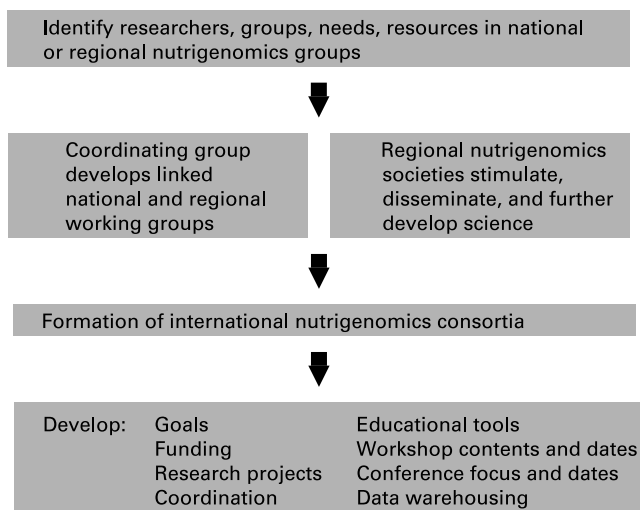 Identify researchers, groups, needs, resources in national
or regional nutrigenomics groups
Coordinating group
develops linked
national and regional
working groups
Regional nutrigenomics
societies stimulate,
disseminate, and further
develop science
Formation of international nutrigenomics consortia
Develop: Goals Educational tools
Funding Workshop contents and dates
Research projects Conference focus and dates
Coordination Data warehousing